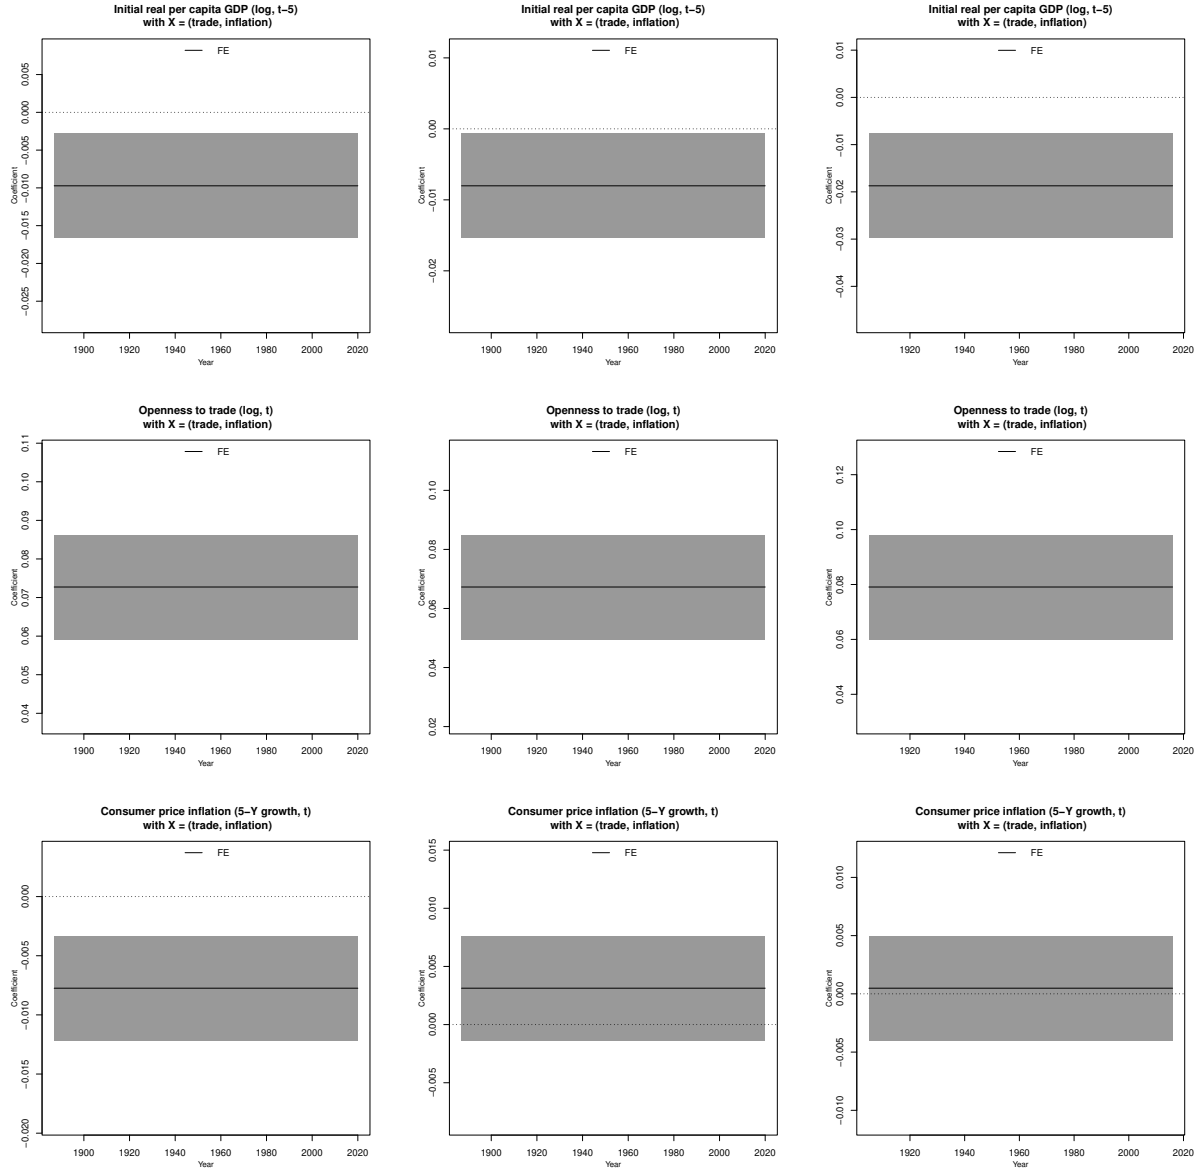 Initial real per capita GDP (log, t−5)
with X = (trade, inflation)
FE
Coefficient
0.005
0.000
−0.005
−0.010
−0.015
−0.020
−0.025
1900 1920 1940 1960 1980 2000 2020
Year
Initial real per capita GDP (log, t−5)
with X = (trade, inflation)
FE
Coefficient
0.01
0.00
−0.01
−0.02
1900 1920 1940 1960 1980 2000 2020
Year
Initial real per capita GDP (log, t−5)
with X = (trade, inflation)
FE
Coefficient
0.01
0.00
−0.01
−0.02
−0.03
−0.04
1920 1940 1960 1980 2000 2020
Year
Openness to trade (log, t)
with X = (trade, inflation)
FE
Coefficient
0.11
0.10
0.09
0.08
0.07
0.06
0.05
0.04
1900 1920 1940 1960 1980 2000 2020
Year
Openness to trade (log, t)
with X = (trade, inflation)
FE
Coefficient
0.10
0.08
0.06
0.04
0.02
1900 1920 1940 1960 1980 2000 2020
Year
Openness to trade (log, t)
with X = (trade, inflation)
FE
Coefficient
0.12
0.10
0.08
0.06
0.04
1920 1940 1960 1980 2000 2020
Year
Consumer price inflation (5−Y growth, t)
with X = (trade, inflation)
FE
Coefficient
0.000
−0.005
−0.010
−0.015
−0.020
1900 1920 1940 1960 1980 2000 2020
Year
Consumer price inflation (5−Y growth, t)
with X = (trade, inflation)
FE
Coefficient
0.015
0.010
0.005
0.000
−0.005
1900 1920 1940 1960 1980 2000 2020
Year
Consumer price inflation (5−Y growth, t)
with X = (trade, inflation)
FE
Coefficient
0.010
0.005
0.000
−0.005
−0.010
1920 1940 1960 1980 2000 2020
Year